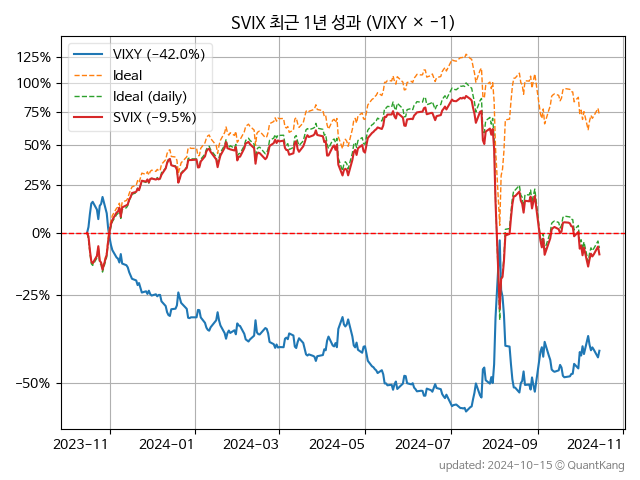 SVIX 최근 1년 성과 (VIXY × −1)
VIXY (−42.0%)
Ideal
Ideal (daily)
SVIX (−9.5%)
125%
100%
75%
50%
25%
0%
−25%
−50%
2023-11
2024-01
2024-03
2024-05
2024-07
2024-09
2024-11
updated: 2024-10-15 © QuantKang